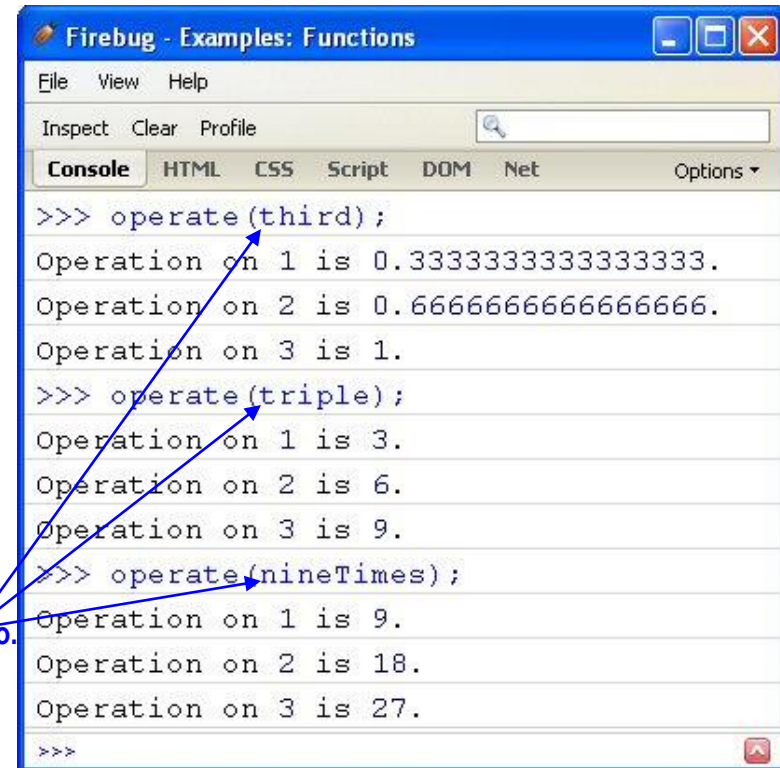 Firebug - Examples: Functions
File View Help
Inspect Clear Profile
Console HTML CSS Script DOM Net Options
>>> operate(third);
Operation on 1 is 0.3333333333333333.
Operation on 2 is 0.6666666666666666.
Operation on 3 is 1.
>>> operate(triple);
Operation on 1 is 3.
Operation on 2 is 6.
Operation on 3 is 9.
>>> operate(nineTimes);
Operation on 1 is 9.
Operation on 2 is 18.
Operation on 3 is 27.
>>>